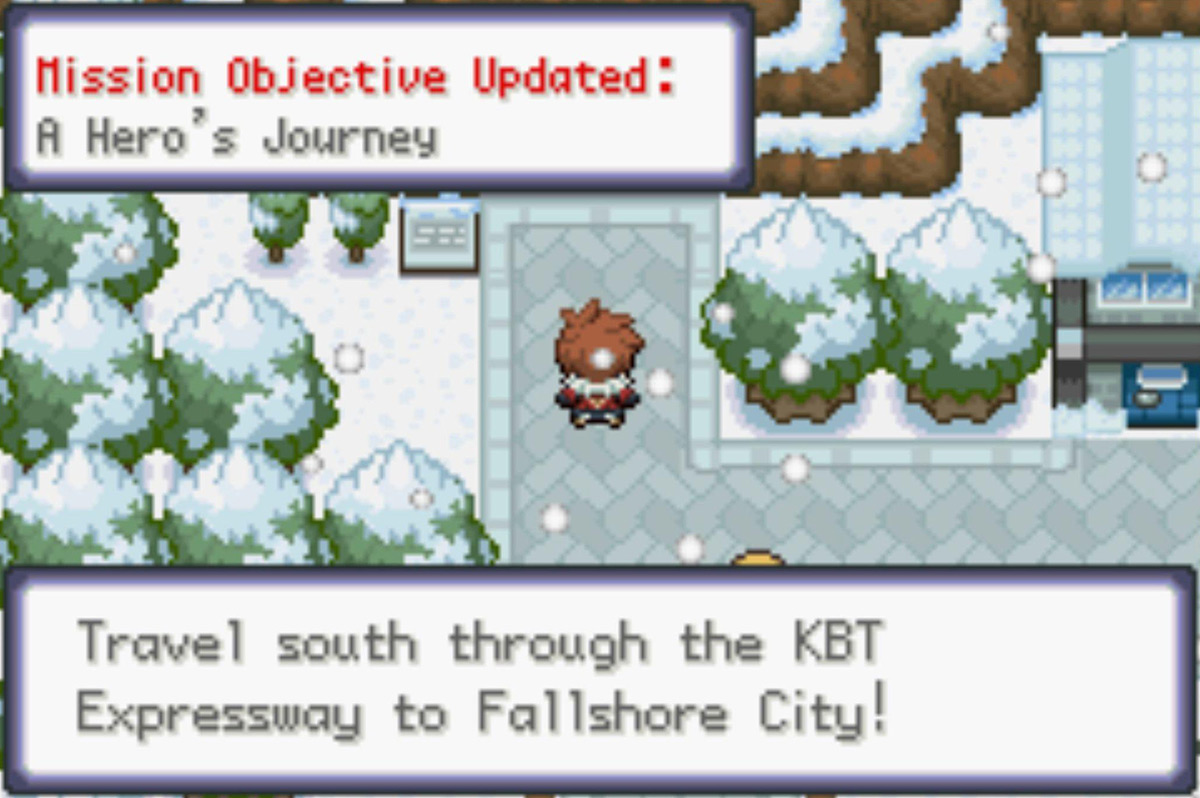 Mission Objective Updated:
A Hero's Journey
Travel south through the KBT
Expressway to Fallshore City!